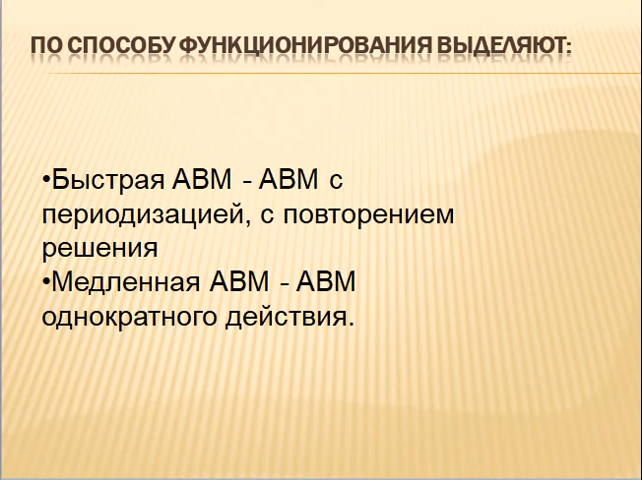 ПО СПОСОБУ ФУНКЦИОНИРОВАНИЯ ВЫДЕЛЯЮТ:
•Быстрая АВМ - АВМ с
периодизацией, с повторением
решения
•Медленная АВМ - АВМ
однократного действия.